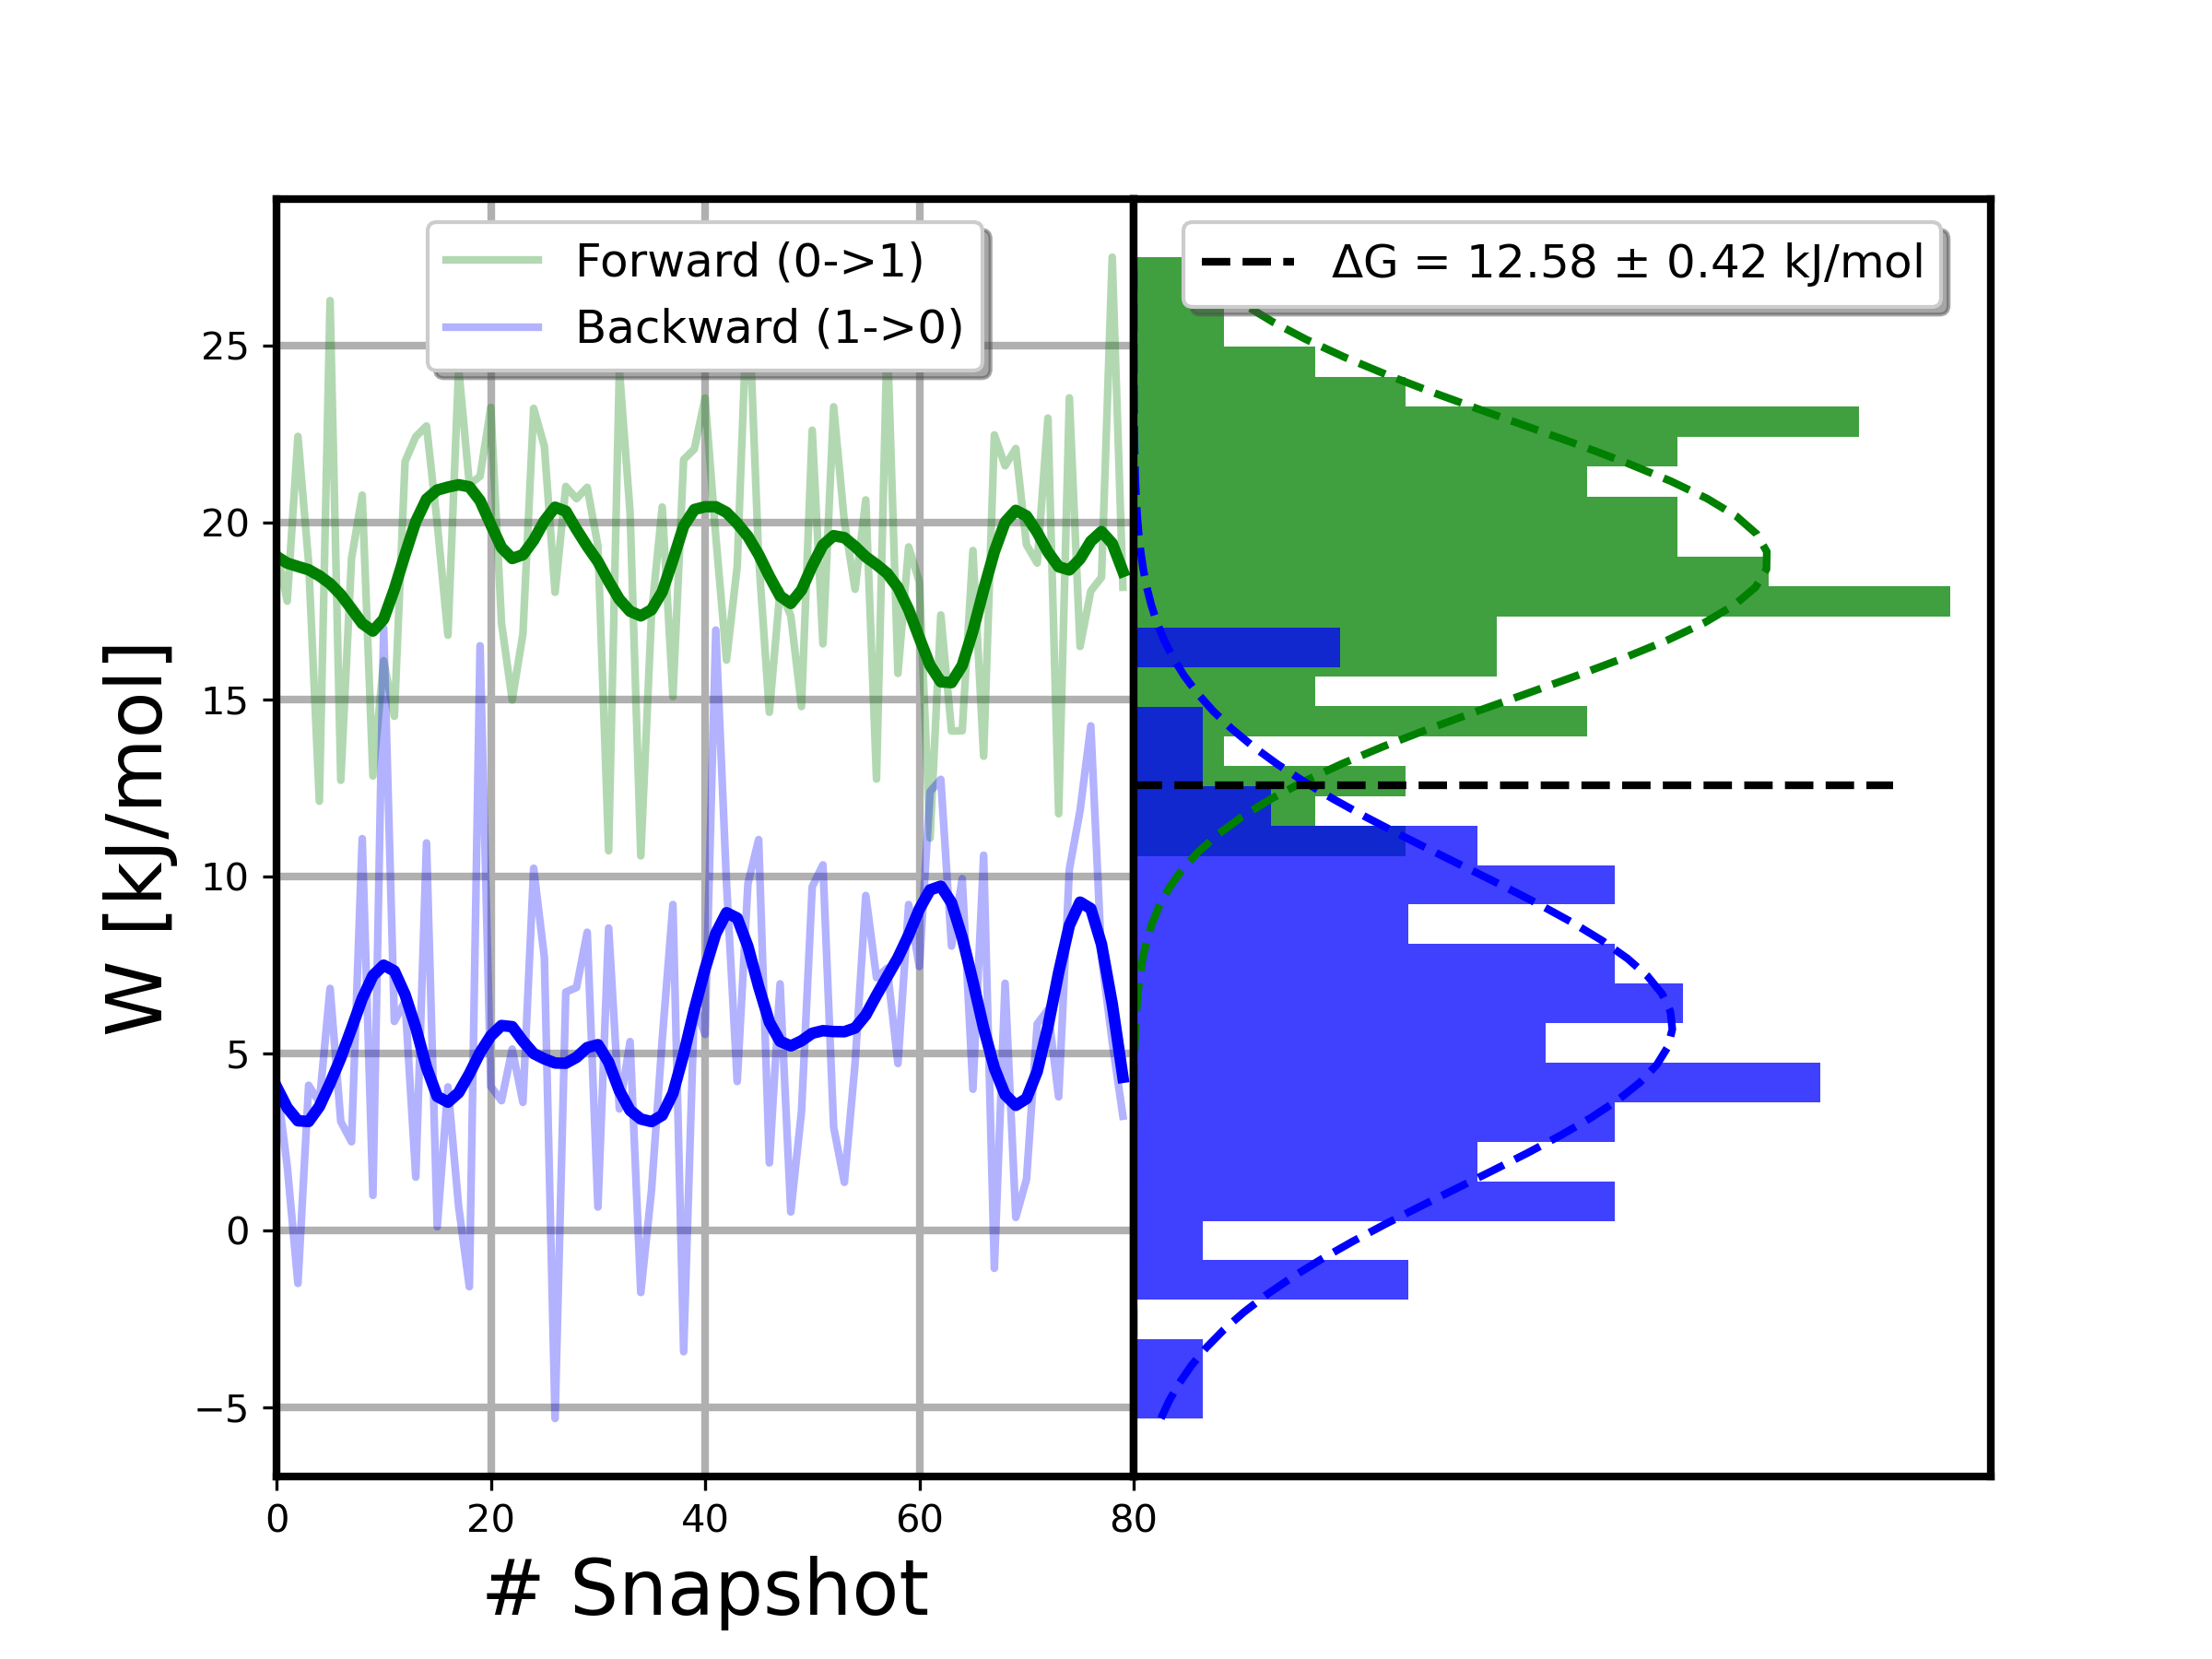 Forward (0->1)
Backward (1->0)
ΔG = 12.58 ± 0.42 kJ/mol
W [kJ/mol]
25
20
15
10
5
0
−5
0 20 40 60 80
# Snapshot